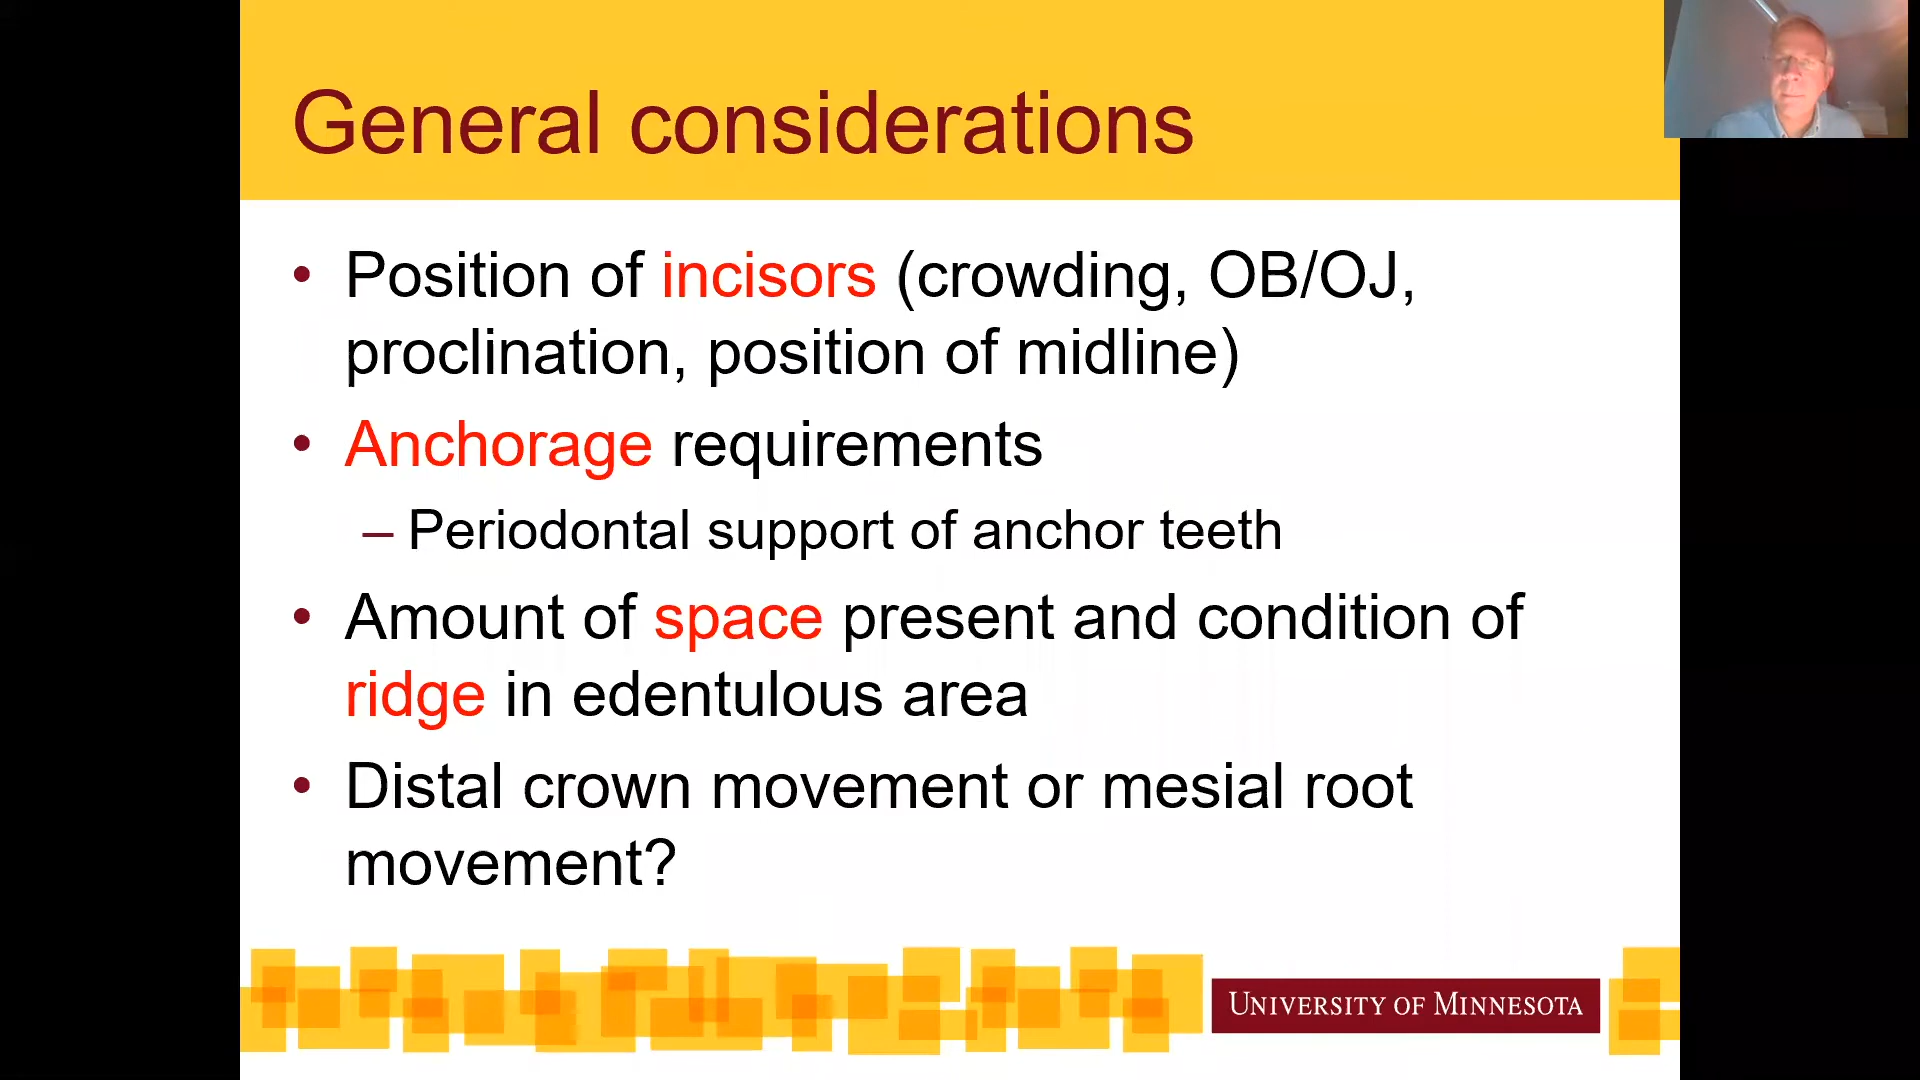 General considerations
• Position of incisors (crowding, OB/OJ,
proclination, position of midline)
• Anchorage requirements
– Periodontal support of anchor teeth
• Amount of space present and condition of
ridge in edentulous area
• Distal crown movement or mesial root
movement?
UNIVERSITY OF MINNESOTA